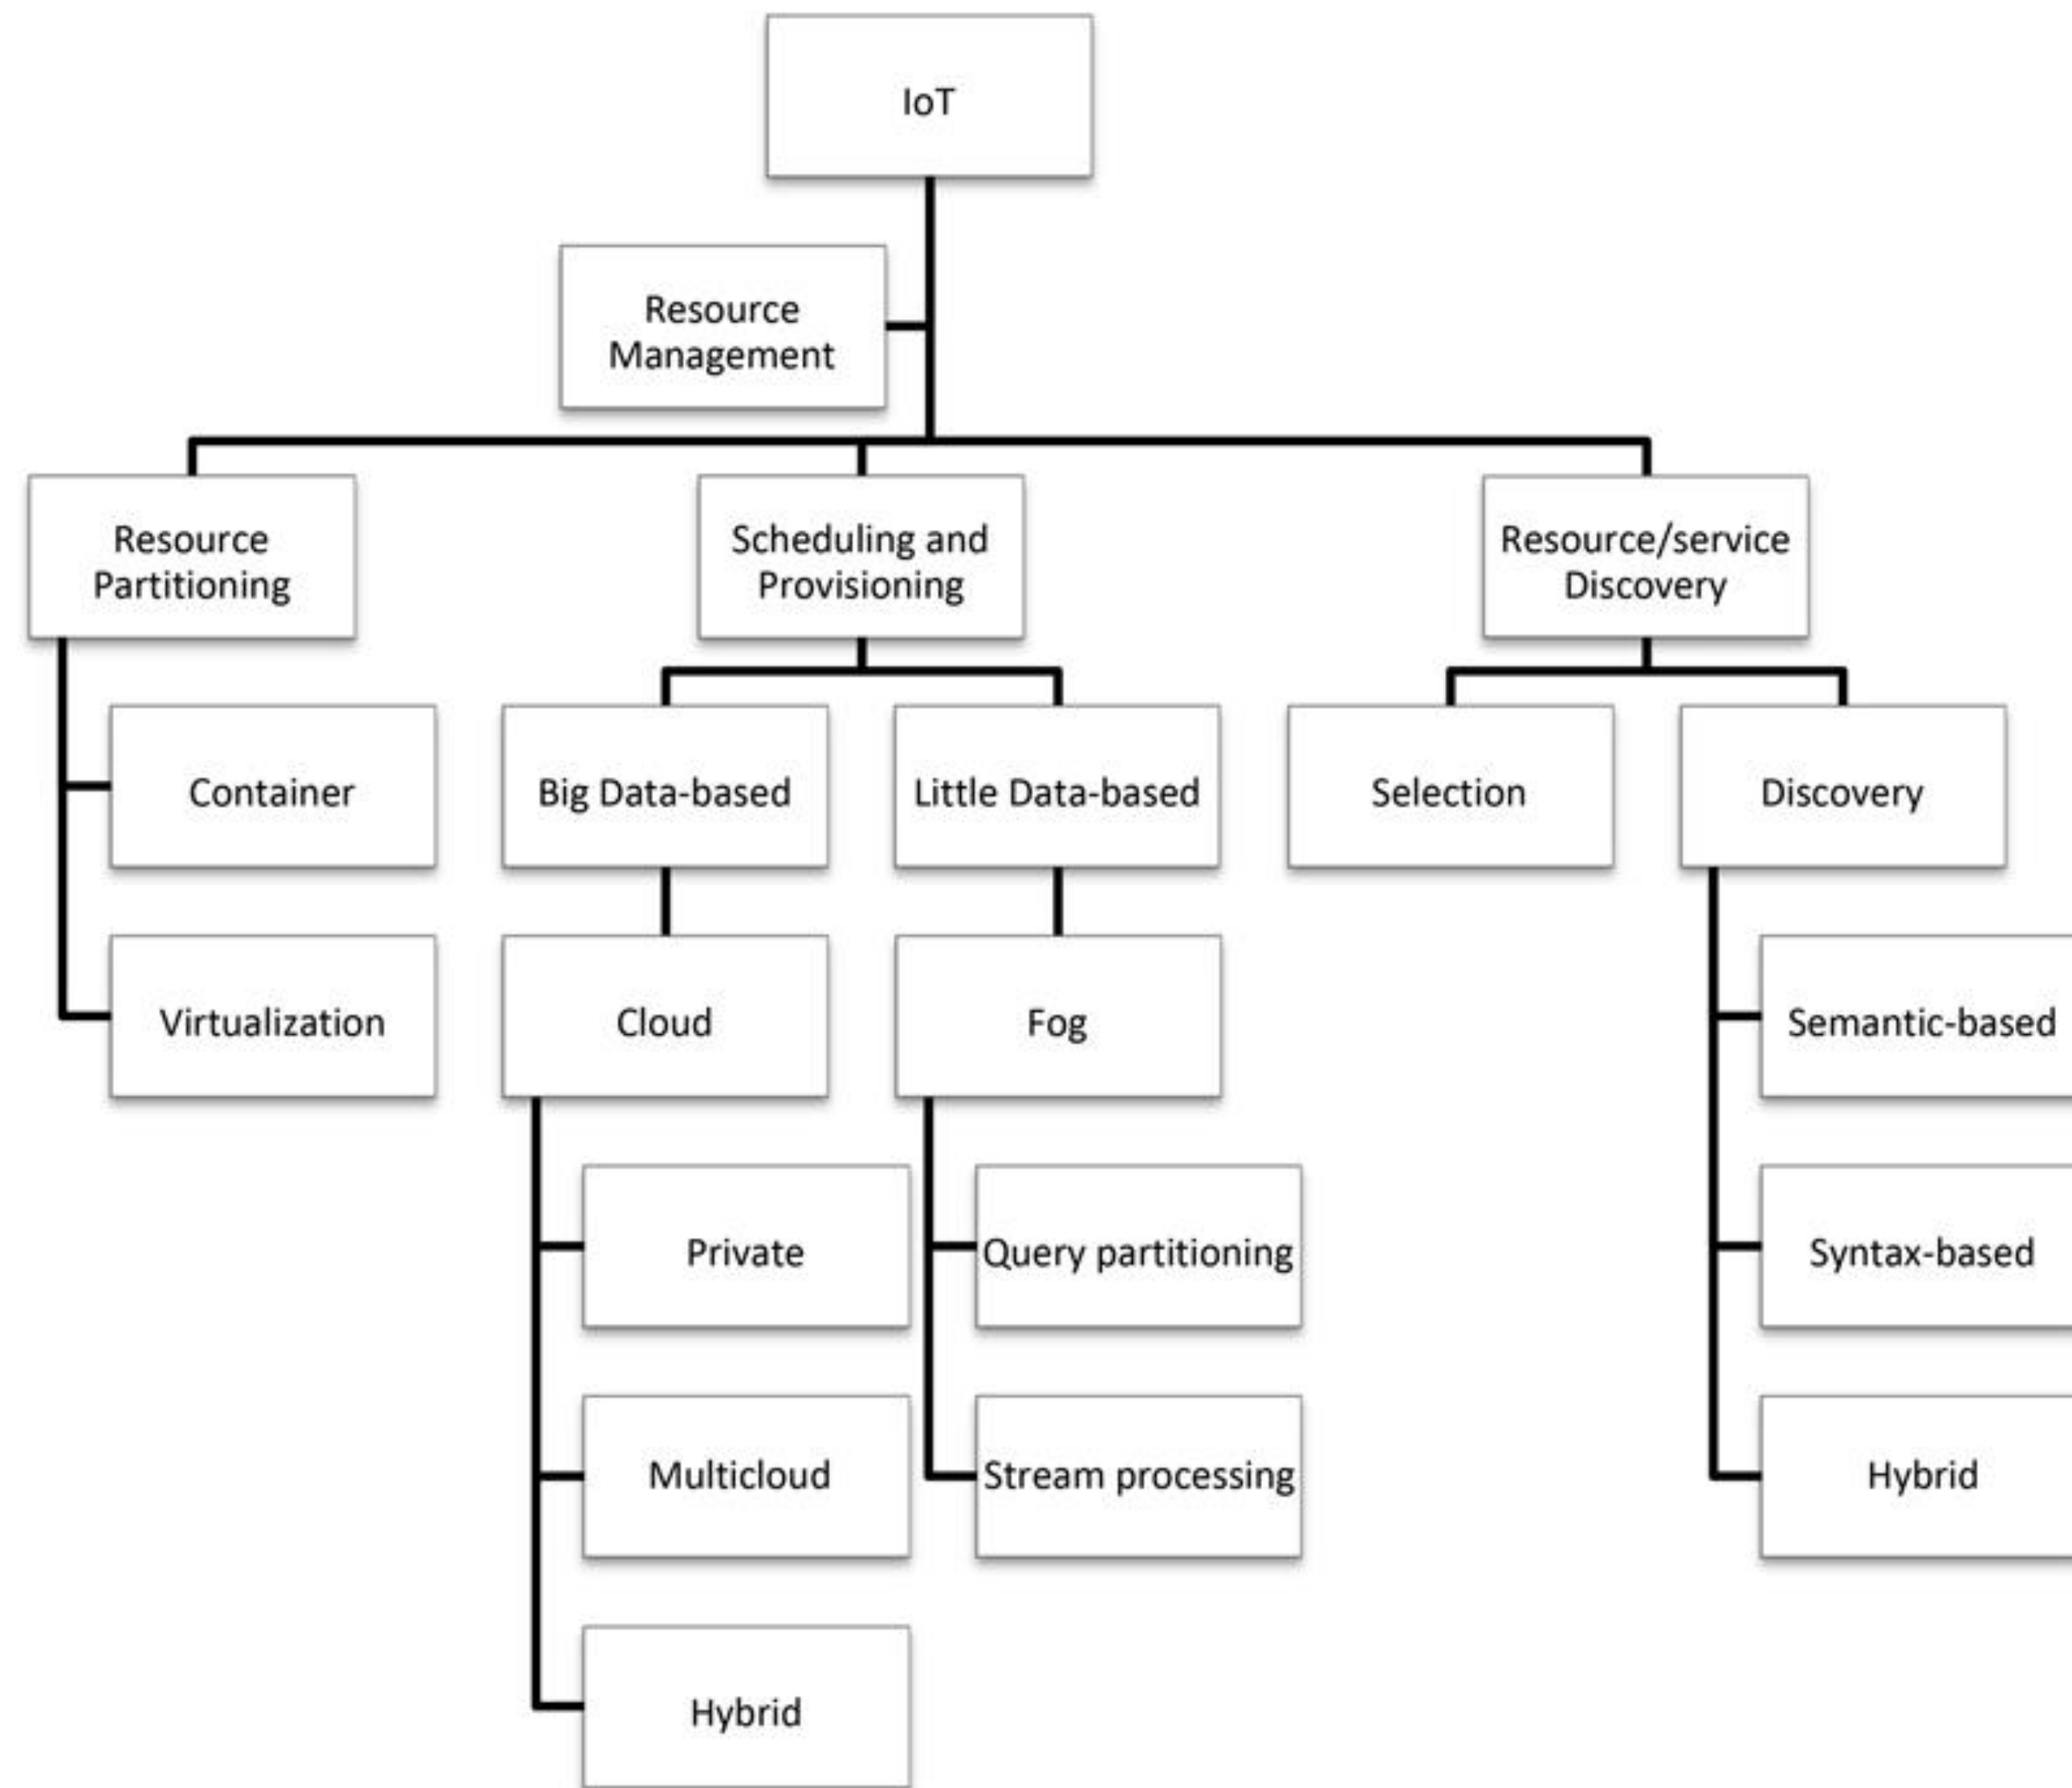 IoT
Resource
Management
Resource
Partitioning
Scheduling and
Provisioning
Resource/service
Discovery
Container
Big Data-based
Little Data-based
Selection
Discovery
Virtualization
Cloud
Fog
Semantic-based
Private
Query partitioning
Syntax-based
Multicloud
Stream processing
Hybrid
Hybrid